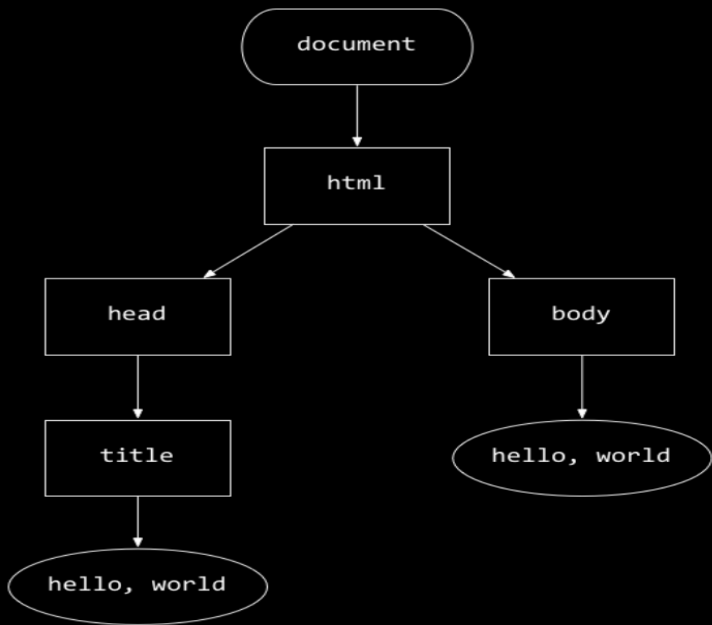 document
html
head
body
title
hello, world
hello, world